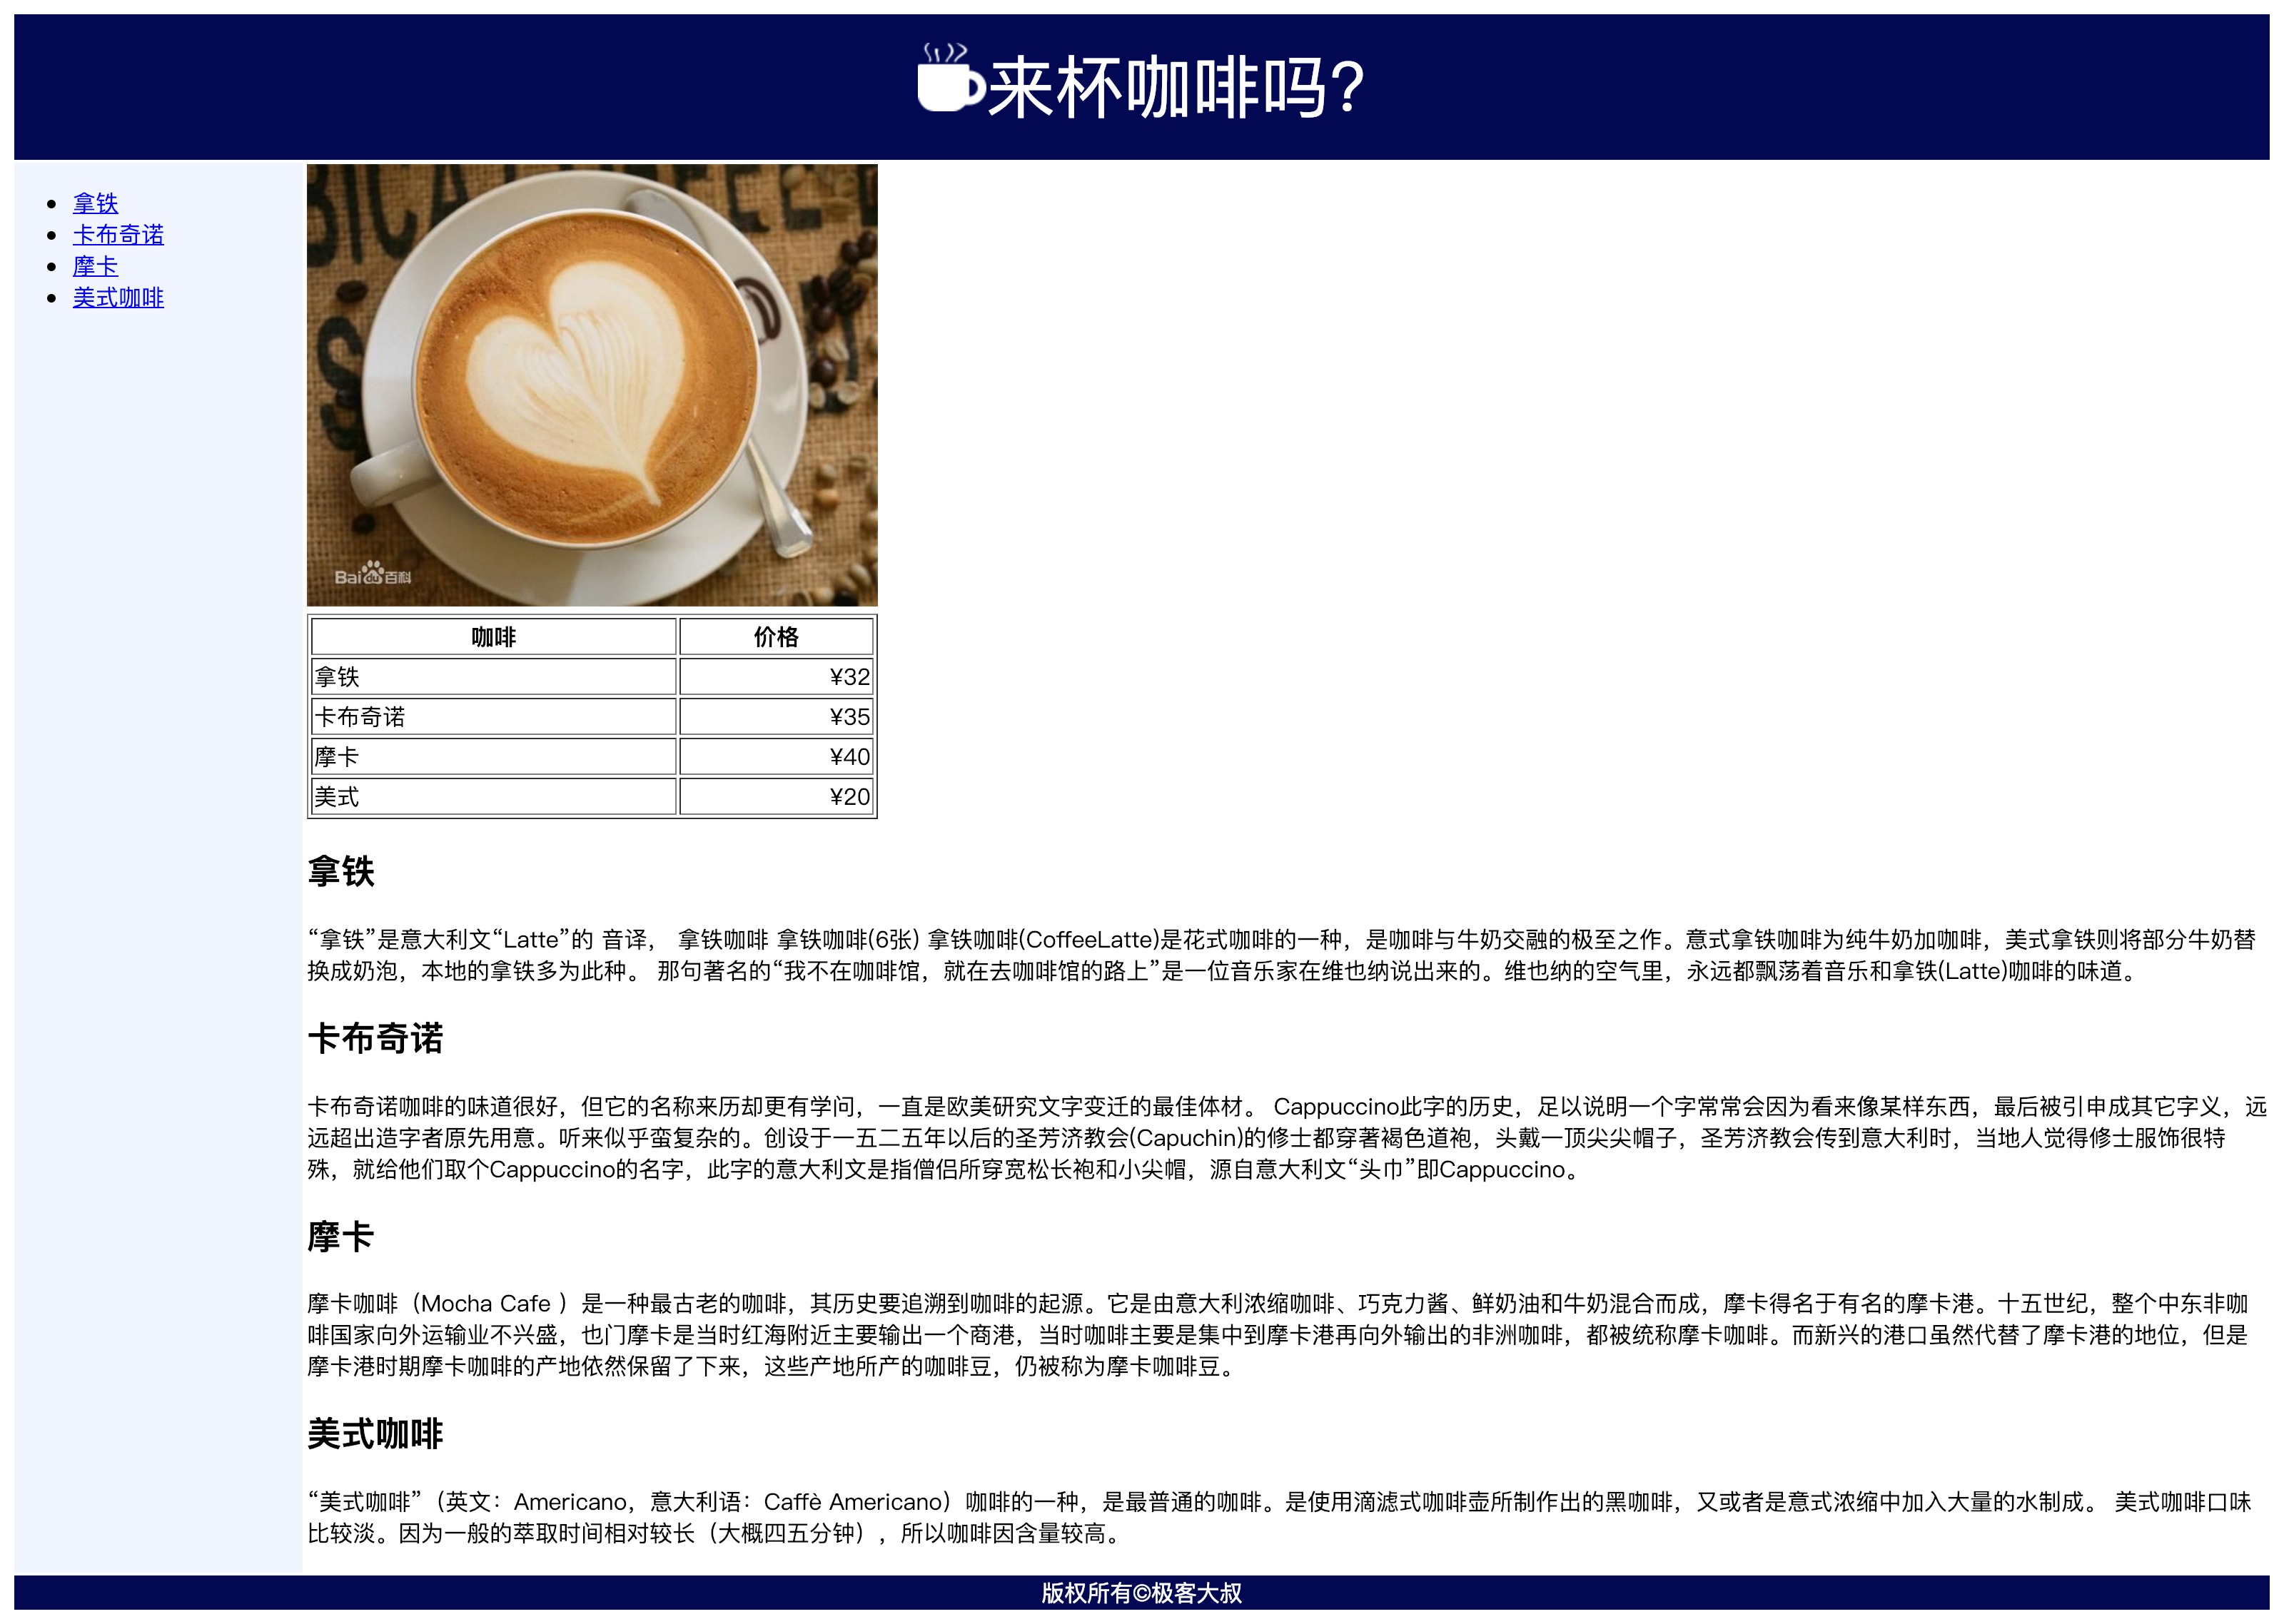 来杯咖啡吗？
拿铁
卡布奇诺
摩卡
美式咖啡
Bai du 百科
咖啡 价格
拿铁 ¥32
卡布奇诺 ¥35
摩卡 ¥40
美式 ¥20
拿铁
“拿铁”是意大利文“Latte”的 音译， 拿铁咖啡 拿铁咖啡(6张) 拿铁咖啡(CoffeeLatte)是花式咖啡的一种，是咖啡与牛奶交融的极至之作。意式拿铁咖啡为纯牛奶加咖啡，美式拿铁则将部分牛奶替
换成奶泡，本地的拿铁多为此种。 那句著名的“我不在咖啡馆，就在去咖啡馆的路上”是一位音乐家在维也纳说出来的。维也纳的空气里，永远都飘荡着音乐和拿铁(Latte)咖啡的味道。
卡布奇诺
卡布奇诺咖啡的味道很好，但它的名称来历却更有学问，一直是欧美研究文字变迁的最佳体材。 Cappuccino此字的历史，足以说明一个字常常会因为看来像某样东西，最后被引申成其它字义，远
远超出造字者原先用意。听来似乎蛮复杂的。创设于一五二五年以后的圣芳济教会(Capuchin)的修士都穿著褐色道袍，头戴一顶尖尖帽子，圣芳济教会传到意大利时，当地人觉得修士服饰很特
殊，就给他们取个Cappuccino的名字，此字的意大利文是指僧侣所穿宽松长袍和小尖帽，源自意大利文“头巾”即Cappuccino。
摩卡
摩卡咖啡（Mocha Cafe ）是一种最古老的咖啡，其历史要追溯到咖啡的起源。它是由意大利浓缩咖啡、巧克力酱、鲜奶油和牛奶混合而成，摩卡得名于有名的摩卡港。十五世纪，整个中东非咖
啡国家向外运输业不兴盛，也门摩卡是当时红海附近主要输出一个商港，当时咖啡主要是集中到摩卡港再向外输出的非洲咖啡，都被统称摩卡咖啡。而新兴的港口虽然代替了摩卡港的地位，但是
摩卡港时期摩卡咖啡的产地依然保留了下来，这些产地所产的咖啡豆，仍被称为摩卡咖啡豆。
美式咖啡
“美式咖啡”（英文：Americano，意大利语：Caffè Americano）咖啡的一种，是最普通的咖啡。是使用滴滤式咖啡壶所制作出的黑咖啡，又或者是意式浓缩中加入大量的水制成。 美式咖啡口味
比较淡。因为一般的萃取时间相对较长（大概四五分钟），所以咖啡因含量较高。
版权所有©极客大叔